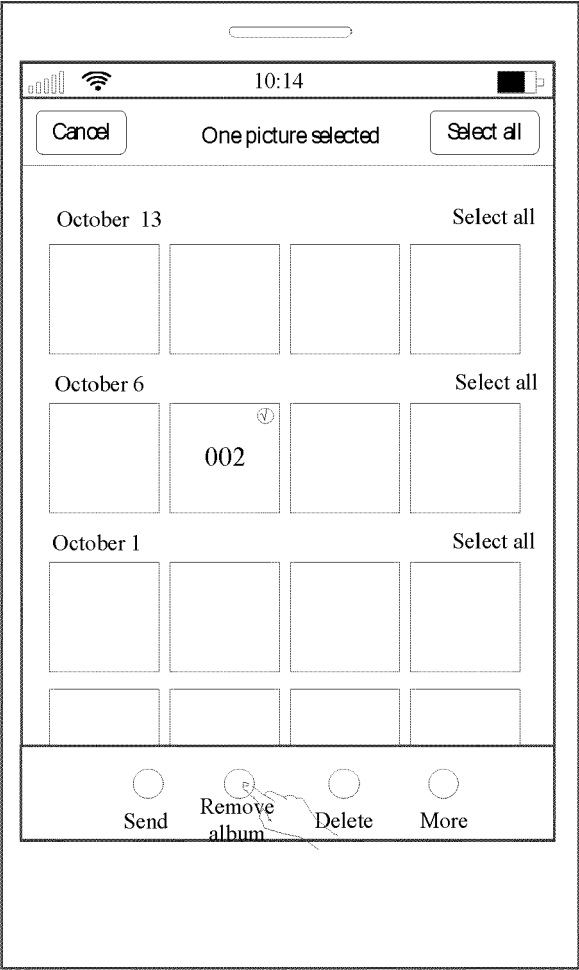 10:14
Cancel
One picture selected
Select all
October 13
Select all
October 6
Select all
√
002
October 1
Select all
Send
Remove
album
Delete
More